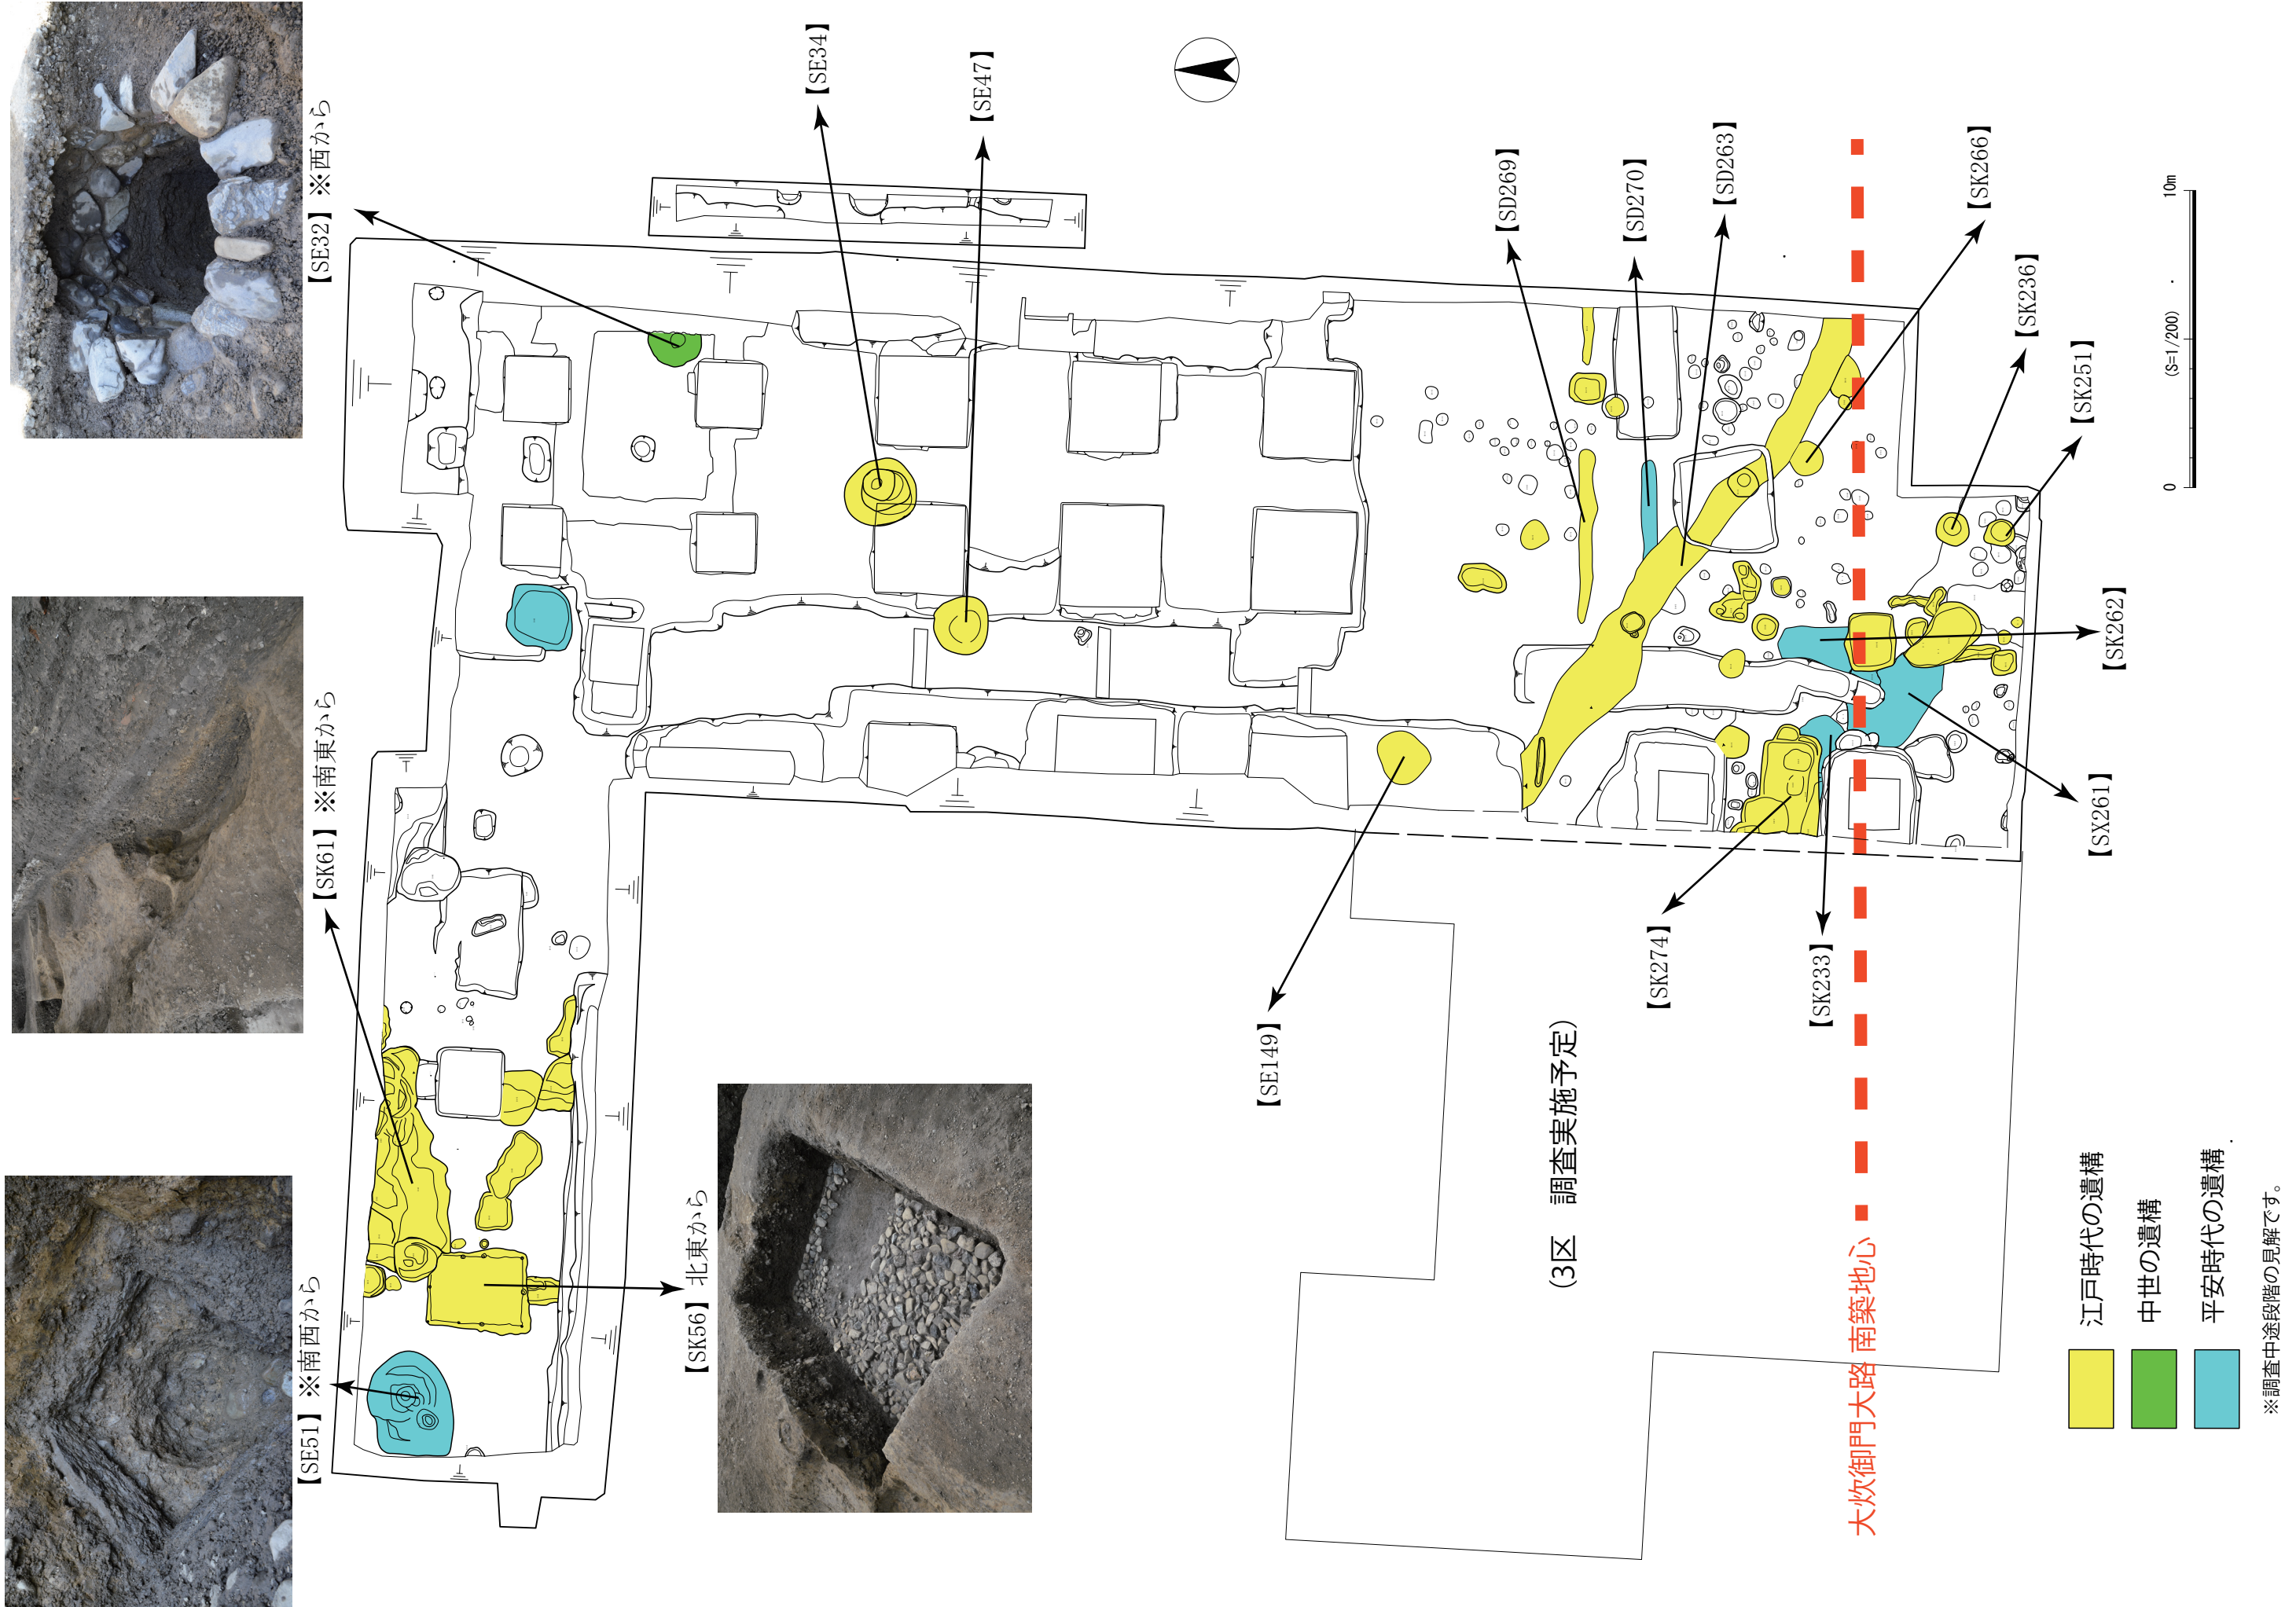 【SE51】※南西から
【SK61】※南東から
【SE32】※西から
【SK56】北東から
【SE34】
【SE47】
【SE149】
【SD269】
【SD270】
【SD263】
【SK266】
【SK236】
【SK251】
【SK262】
【SX261】
【SK274】
【SK233】
(3区 調査実施予定)
大炊御門大路 南築地心
江戸時代の遺構
中世の遺構
平安時代の遺構
※調査中途段階の見解です。
0 (S=1/200) 10m